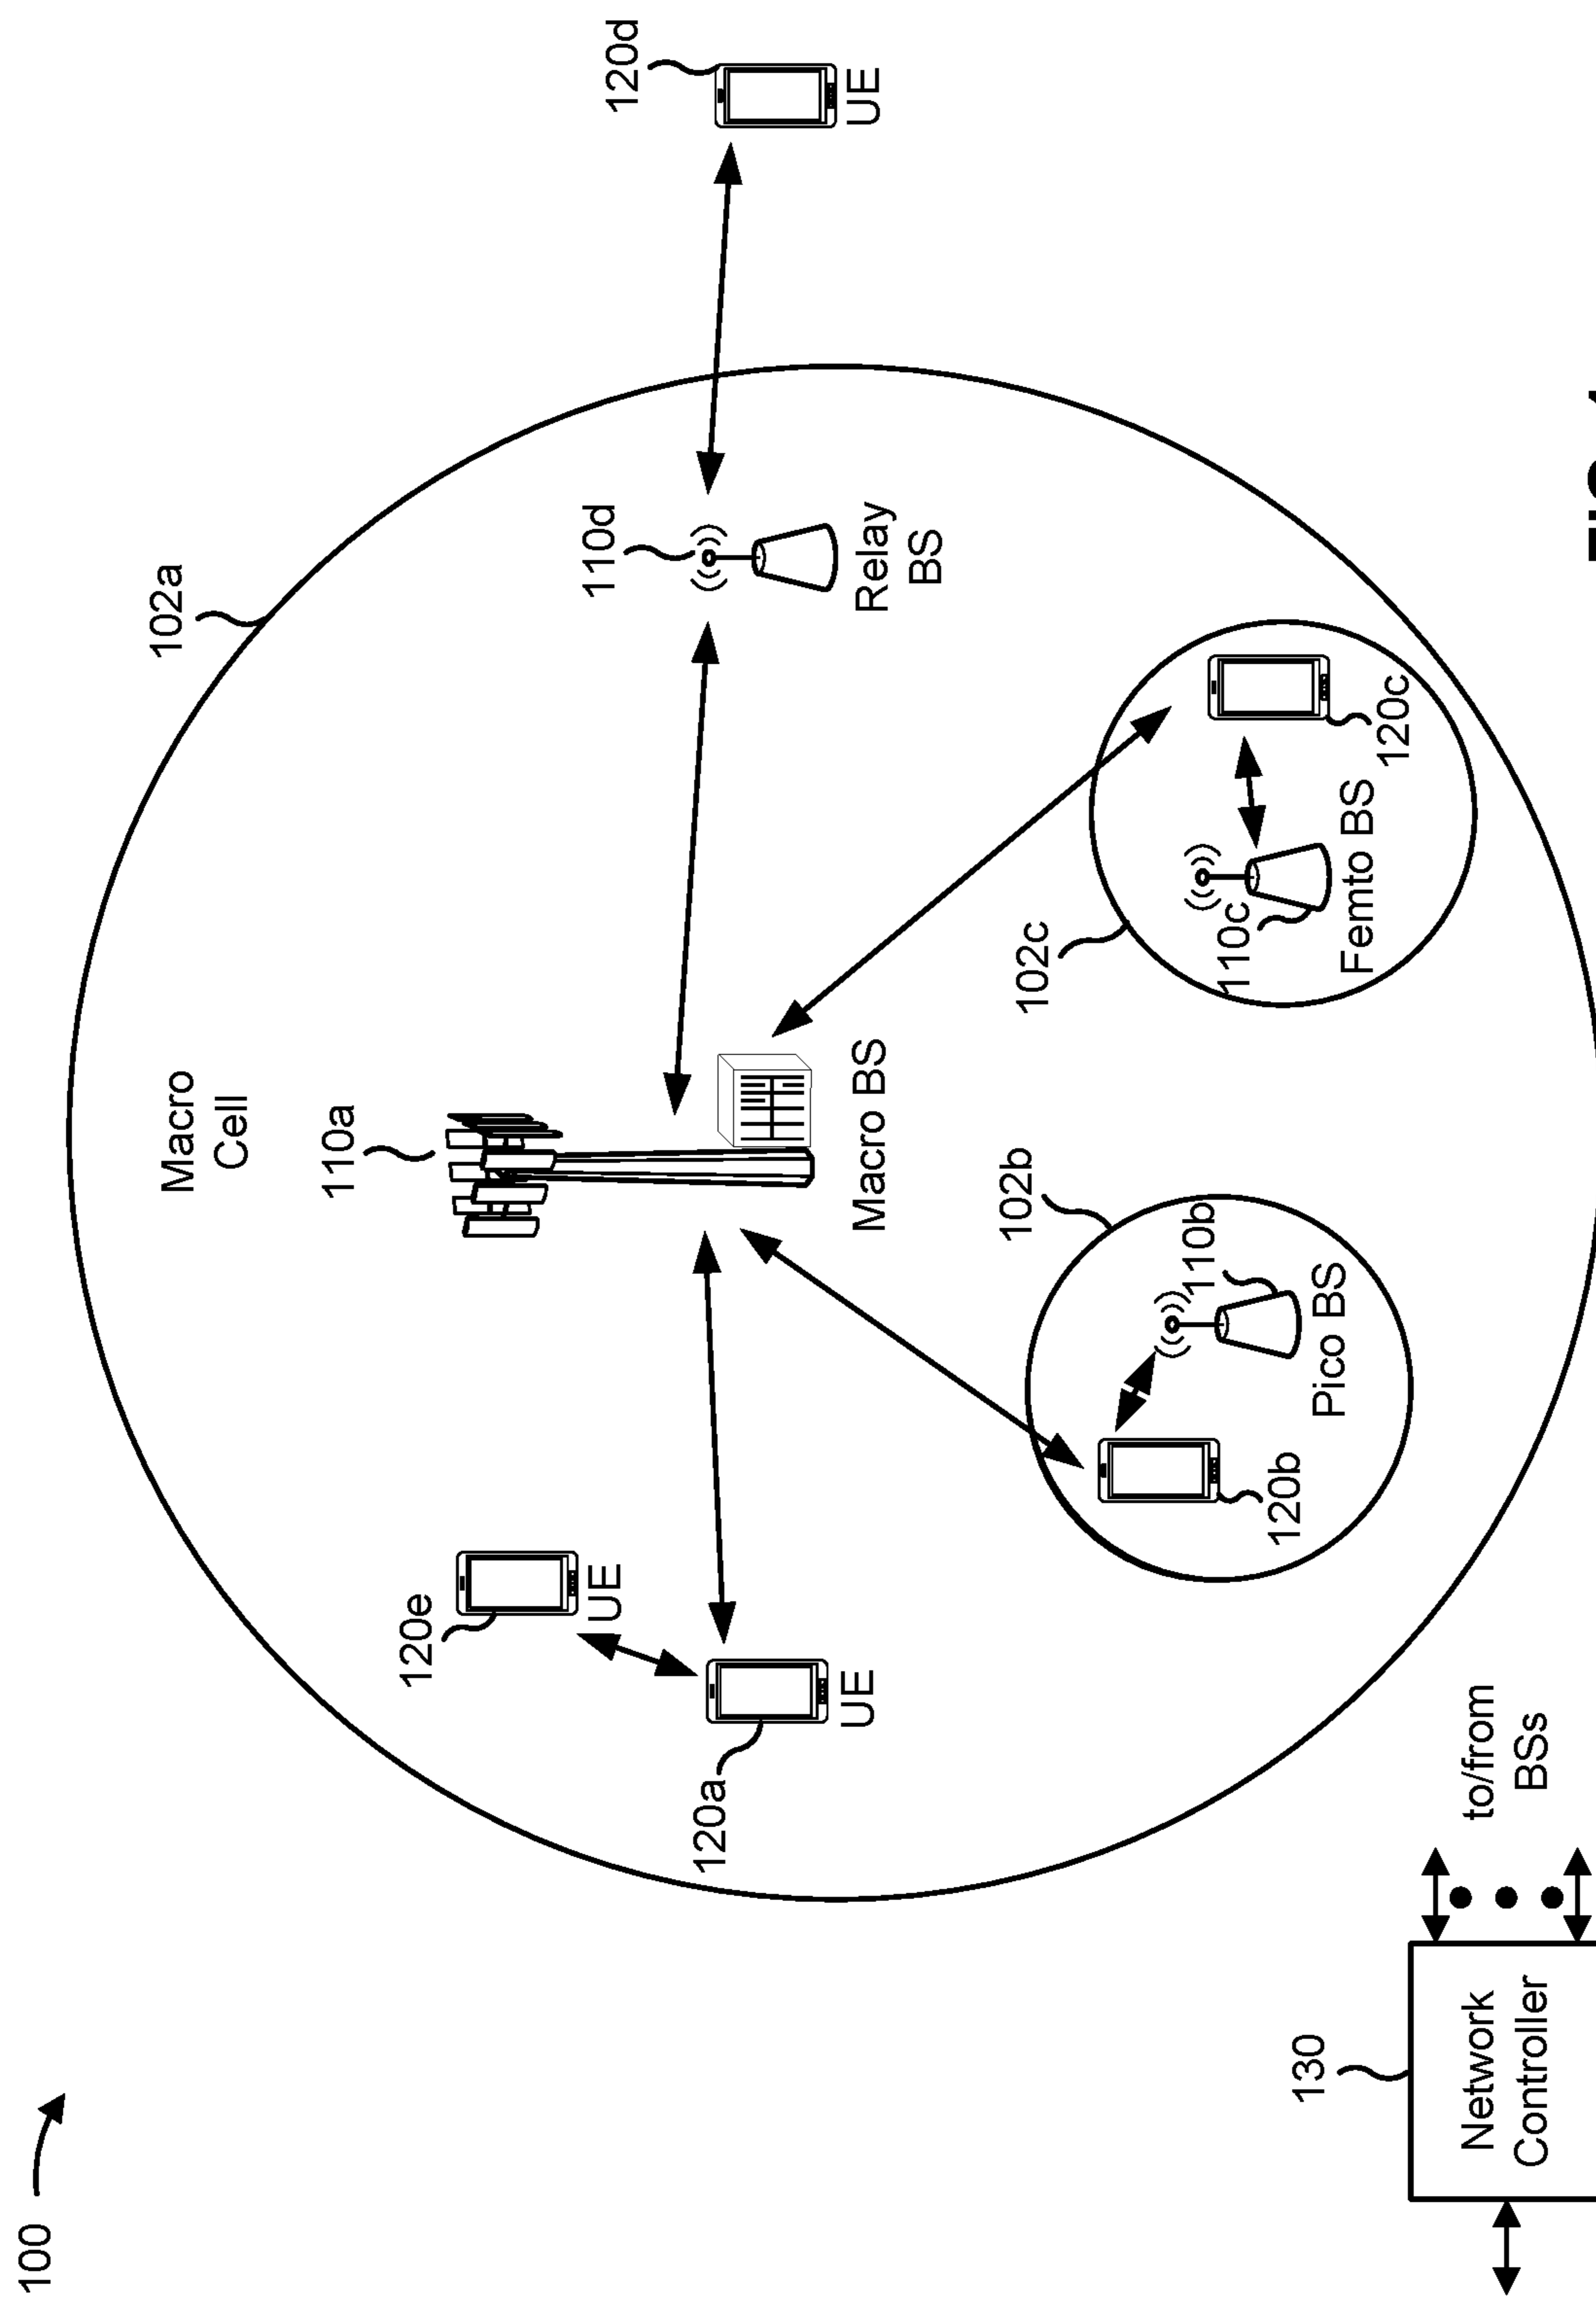 100
Macro
Cell
102a
110a
120e
UE
110d
120d
120a
UE
Macro BS
Relay
BS
UE
102b
102c
110b
110c
120b
Pico BS
Femto BS
120c
130
Network
Controller
to/from
BSs